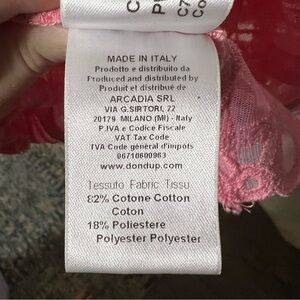 MADE IN ITALY
Prodotto e distribuito da
Produced and distributed by
Produit et distribué de
ARCADIA SRL
VIA G.SIRTORI, 22
20129 MILANO (MI) - Italy
P.IVA e Codice Fiscale
VAT Tax Code
TVA Code général d'impôts
06710600963
www.dondup.com
Tessuto Fabric Tissu
82% Cotone Cotton
Coton
18% Poliestere
Polyester Polyester